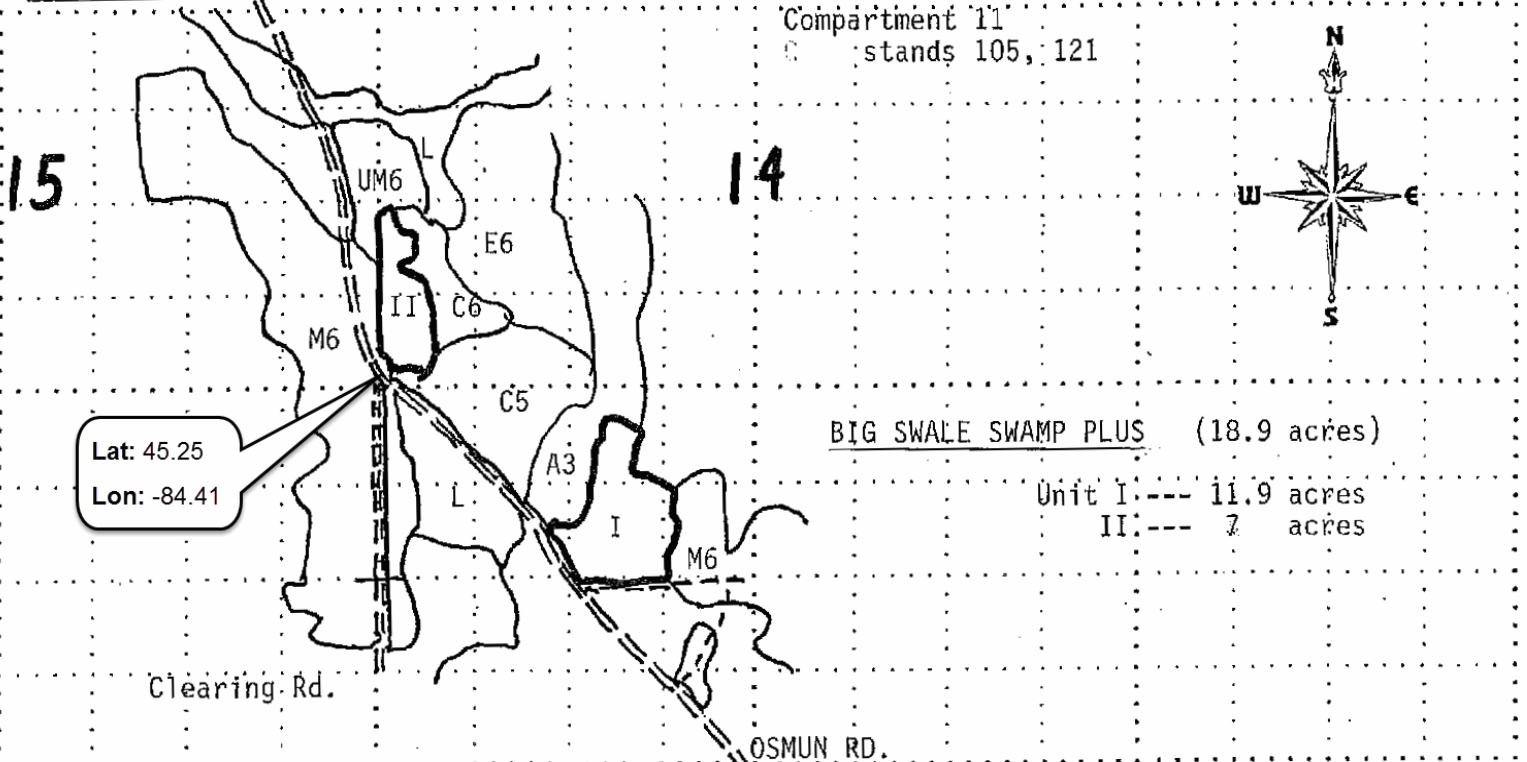 Compartment 11
stands 105, 121
N
W
E
S
15
14
L
UM6
E6
II
C6
M6
C5
Lat: 45.25
Lon: -84.41
A3
L
I
M6
BIG SWALE SWAMP PLUS (18.9 acres)
Unit I --- 11.9 acres
II --- 7 acres
Clearing Rd.
OSMUN RD.